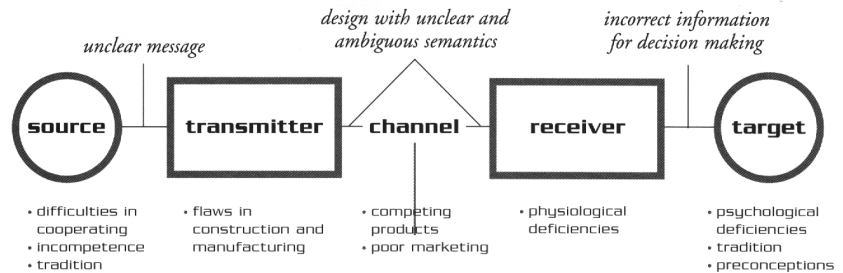 design with unclear and
ambiguous semantics
incorrect information
for decision making
unclear message
source
transmitter
channel
receiver
target
• difficulties in
cooperating
• incompetence
• tradition
• flaws in
construction and
manufacturing
• competing
products
• poor marketing
• physiological
deficiencies
• psychological
deficiencies
• tradition
• preconceptions